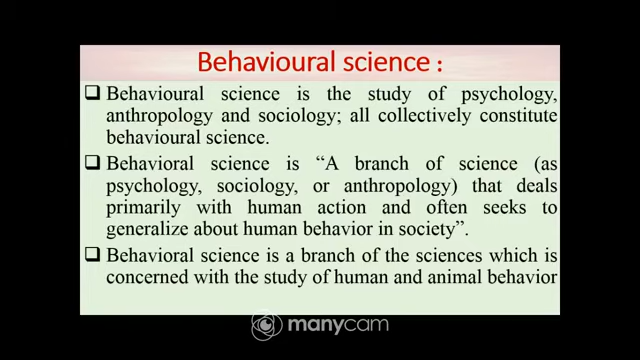 Behavioural science :
❑ Behavioural science is the study of psychology,
anthropology and sociology; all collectively constitute
behavioural science.
❑ Behavioral science is “A branch of science (as
psychology, sociology, or anthropology) that deals
primarily with human action and often seeks to
generalize about human behavior in society”.
❑ Behavioral science is a branch of the sciences which is
concerned with the study of human and animal behavior
manycam